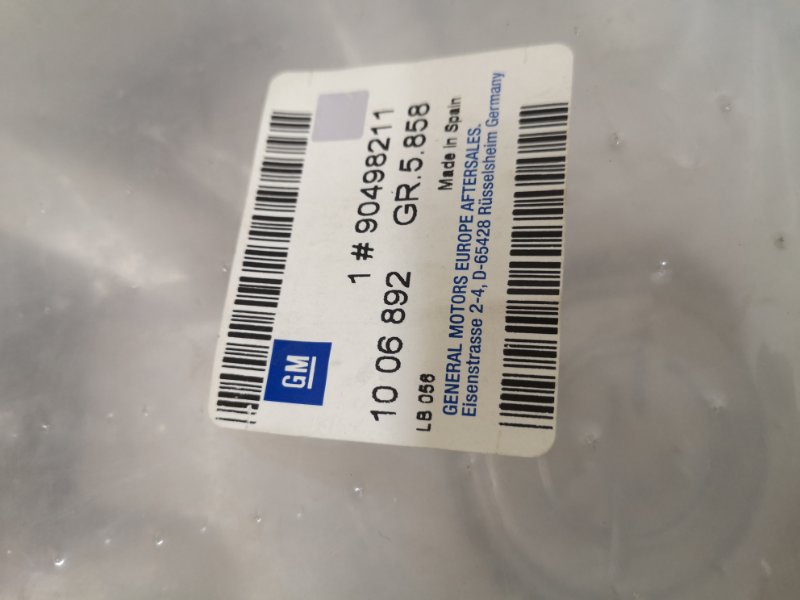 GM
1 # 90498211
10 06 892 GR.5.858
LB 056 Made in Spain
GENERAL MOTORS EUROPE AFTERSALES.
Eisenstrasse 2-4, D-65428 Rüsselsheim Germany